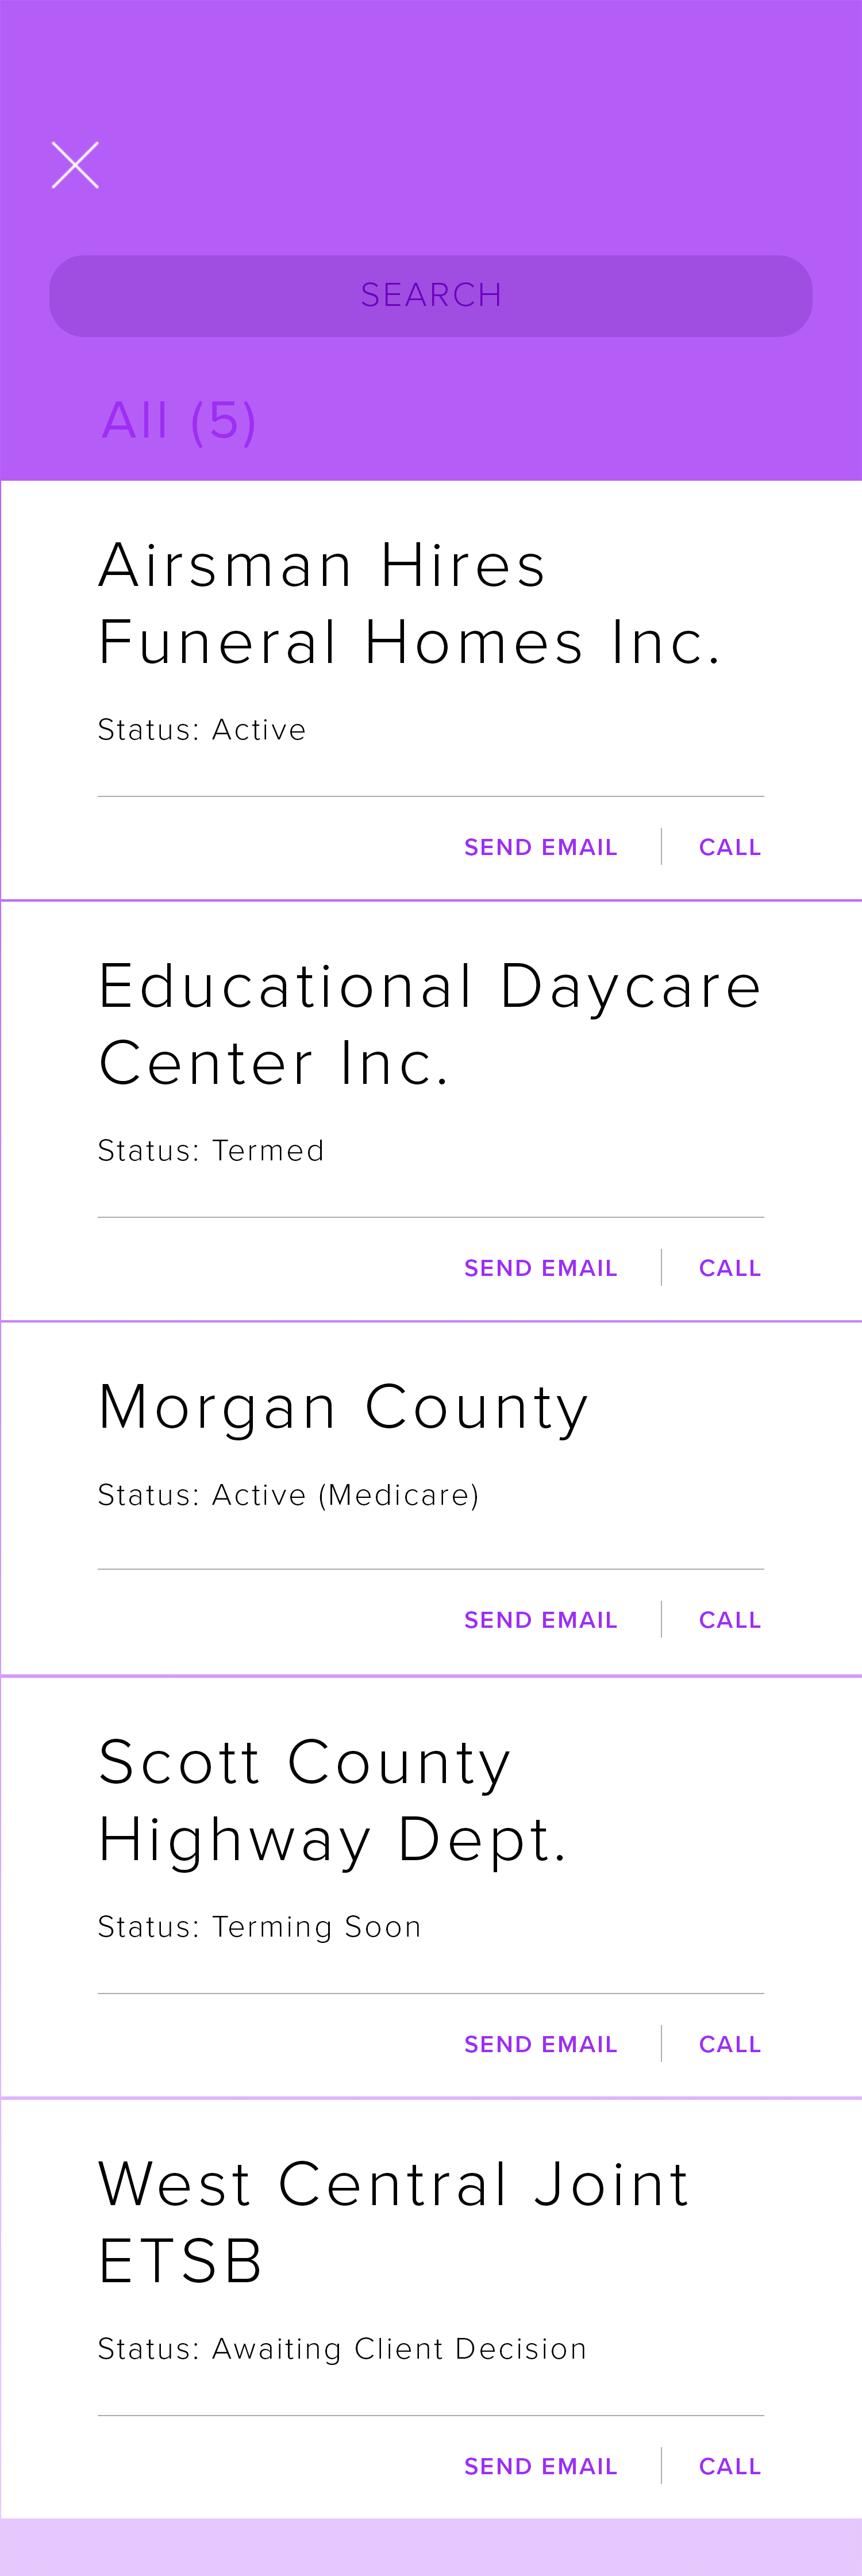 SEARCH
All (5)
Airsman Hires
Funeral Homes Inc.
Status: Active
SEND EMAIL CALL
Educational Daycare
Center Inc.
Status: Termed
SEND EMAIL CALL
Morgan County
Status: Active (Medicare)
SEND EMAIL CALL
Scott County
Highway Dept.
Status: Terming Soon
SEND EMAIL CALL
West Central Joint
ETSB
Status: Awaiting Client Decision
SEND EMAIL CALL